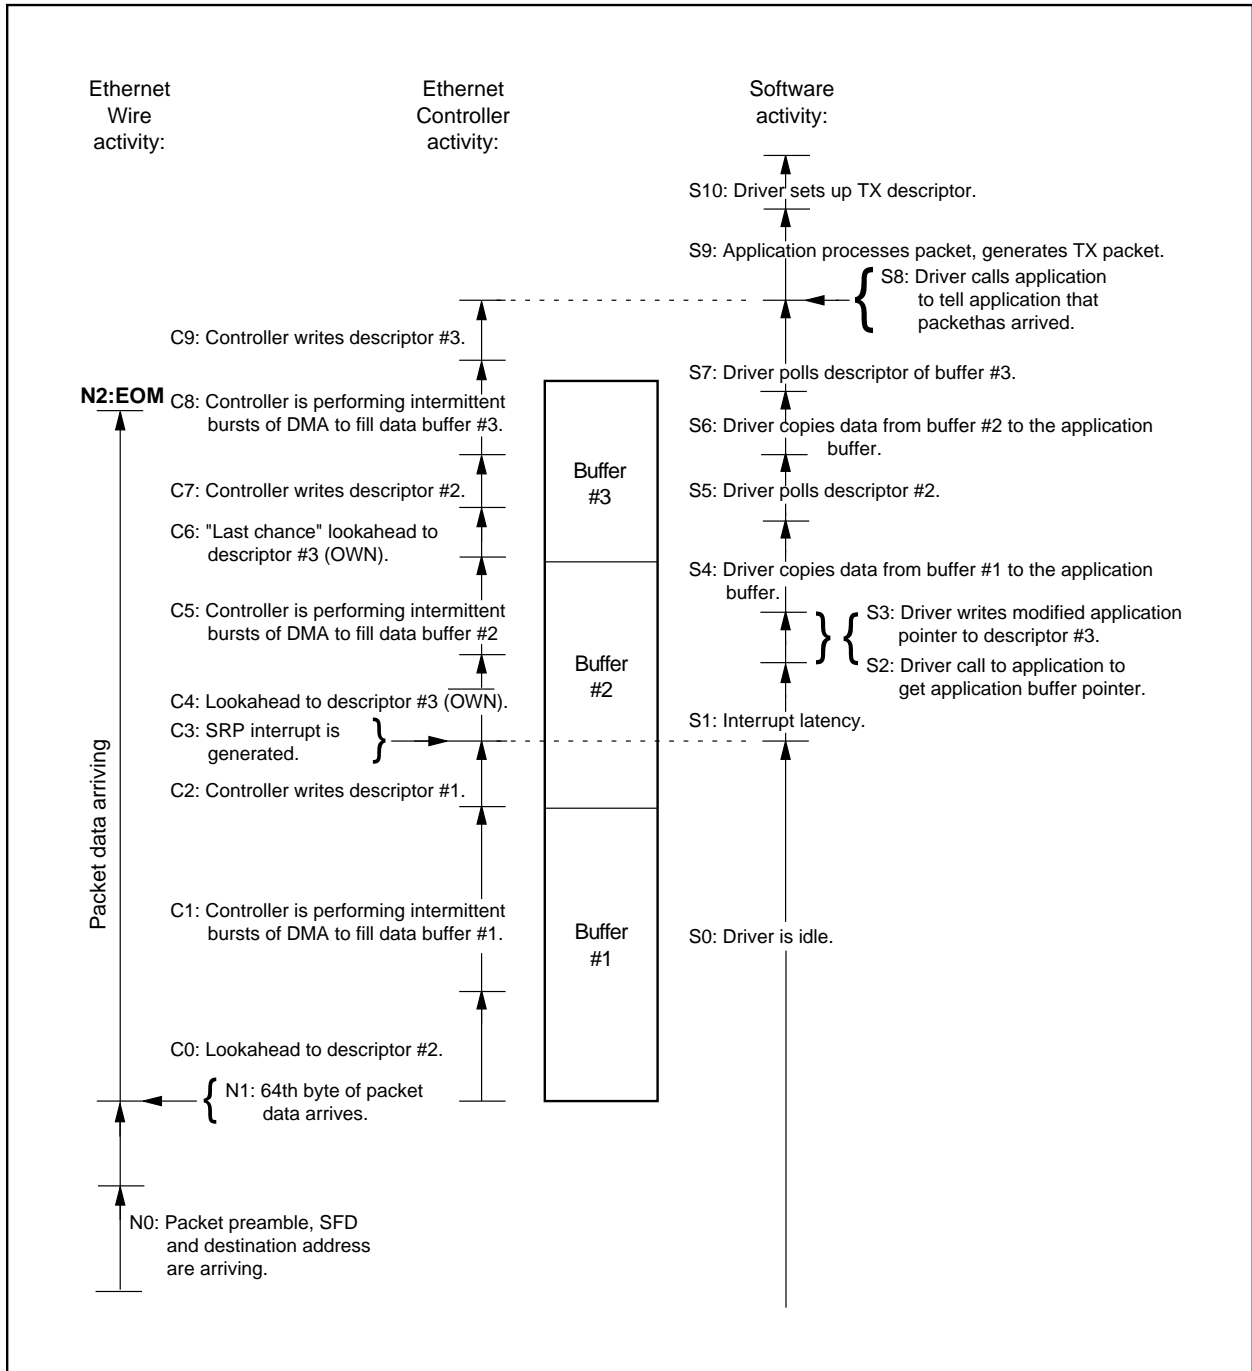 Ethernet
Wire
activity:
Ethernet
Controller
activity:
Software
activity:
S10: Driver sets up TX descriptor.
S9: Application processes packet, generates TX packet.
S8: Driver calls application
to tell application that
packethas arrived.
C9: Controller writes descriptor #3.
S7: Driver polls descriptor of buffer #3.
N2:EOM
C8: Controller is performing intermittent
bursts of DMA to fill data buffer #3.
S6: Driver copies data from buffer #2 to the application
buffer.
Buffer
#3
C7: Controller writes descriptor #2.
S5: Driver polls descriptor #2.
C6: "Last chance" lookahead to
descriptor #3 (OWN).
S4: Driver copies data from buffer #1 to the application
buffer.
C5: Controller is performing intermittent
bursts of DMA to fill data buffer #2
S3: Driver writes modified application
pointer to descriptor #3.
Buffer
#2
S2: Driver call to application to
get application buffer pointer.
C4: Lookahead to descriptor #3 (OWN).
S1: Interrupt latency.
C3: SRP interrupt is
generated.
C2: Controller writes descriptor #1.
Packet data arriving
C1: Controller is performing intermittent
bursts of DMA to fill data buffer #1.
Buffer
#1
S0: Driver is idle.
C0: Lookahead to descriptor #2.
N1: 64th byte of packet
data arrives.
N0: Packet preamble, SFD
and destination address
are arriving.